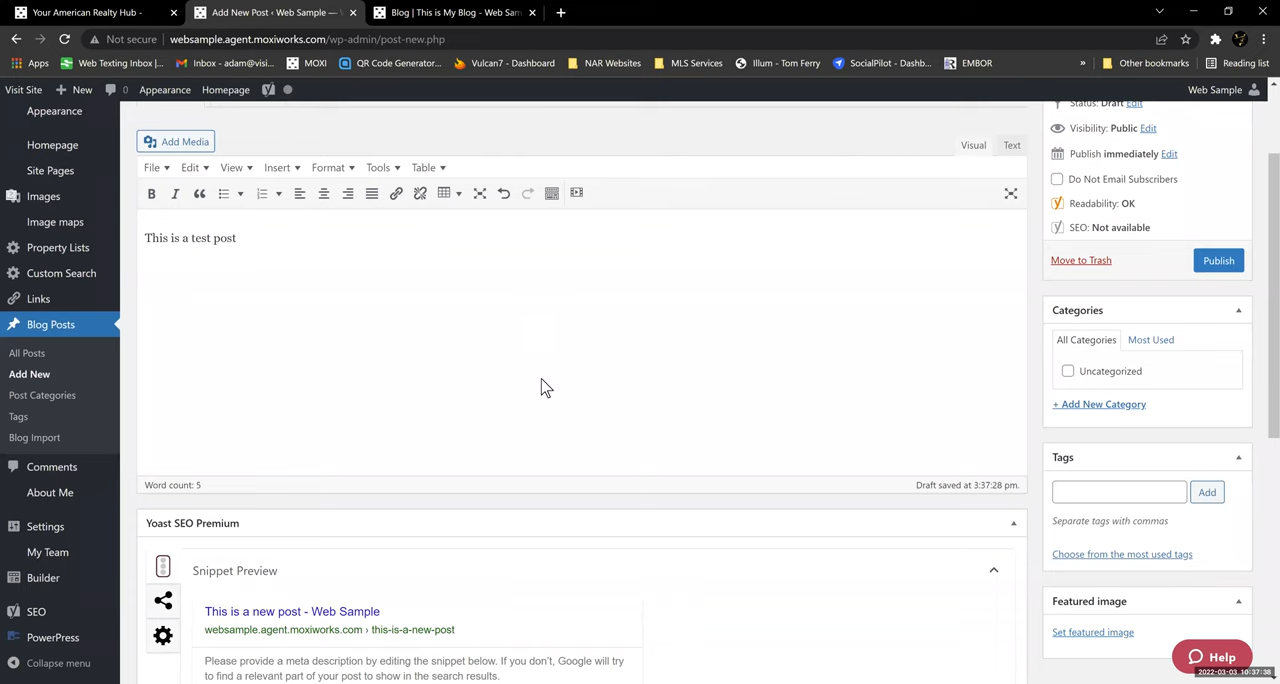 Your American Realty Hub -
Add New Post ‹ Web Sample —
Blog | This is My Blog - Web Sam
Not secure | websample.agent.moxiworks.com/wp-admin/post-new.php
Apps
Web Texting Inbox |...
Inbox - adam@visi...
MOXI
QR Code Generator...
Vulcan7 - Dashboard
NAR Websites
MLS Services
Illum - Tom Ferry
SocialPilot - Dashb...
EMBOR
»
Other bookmarks
Reading list
Visit Site
New
0
Appearance
Homepage
Web Sample
Appearance
Homepage
Site Pages
Images
Image maps
Property Lists
Custom Search
Links
Blog Posts
All Posts
Add New
Post Categories
Tags
Blog Import
Comments
About Me
Settings
My Team
Builder
SEO
PowerPress
Collapse menu
Add Media
Visual
Text
File
Edit
View
Insert
Format
Tools
Table
B I
This is a test post
Word count: 5
Draft saved at 3:37:28 pm.
Yoast SEO Premium
Snippet Preview
This is a new post - Web Sample
websample.agent.moxiworks.com › this-is-a-new-post
Please provide a meta description by editing the snippet below. If you don't, Google will try
to find a relevant part of your post to show in the search results.
Status: Draft Edit
Visibility: Public Edit
Publish immediately Edit
Do Not Email Subscribers
Readability: OK
SEO: Not available
Move to Trash
Publish
Categories
All Categories
Most Used
Uncategorized
+ Add New Category
Tags
Add
Separate tags with commas
Choose from the most used tags
Featured image
Set featured image
Help
2022-03-03 10:37:38